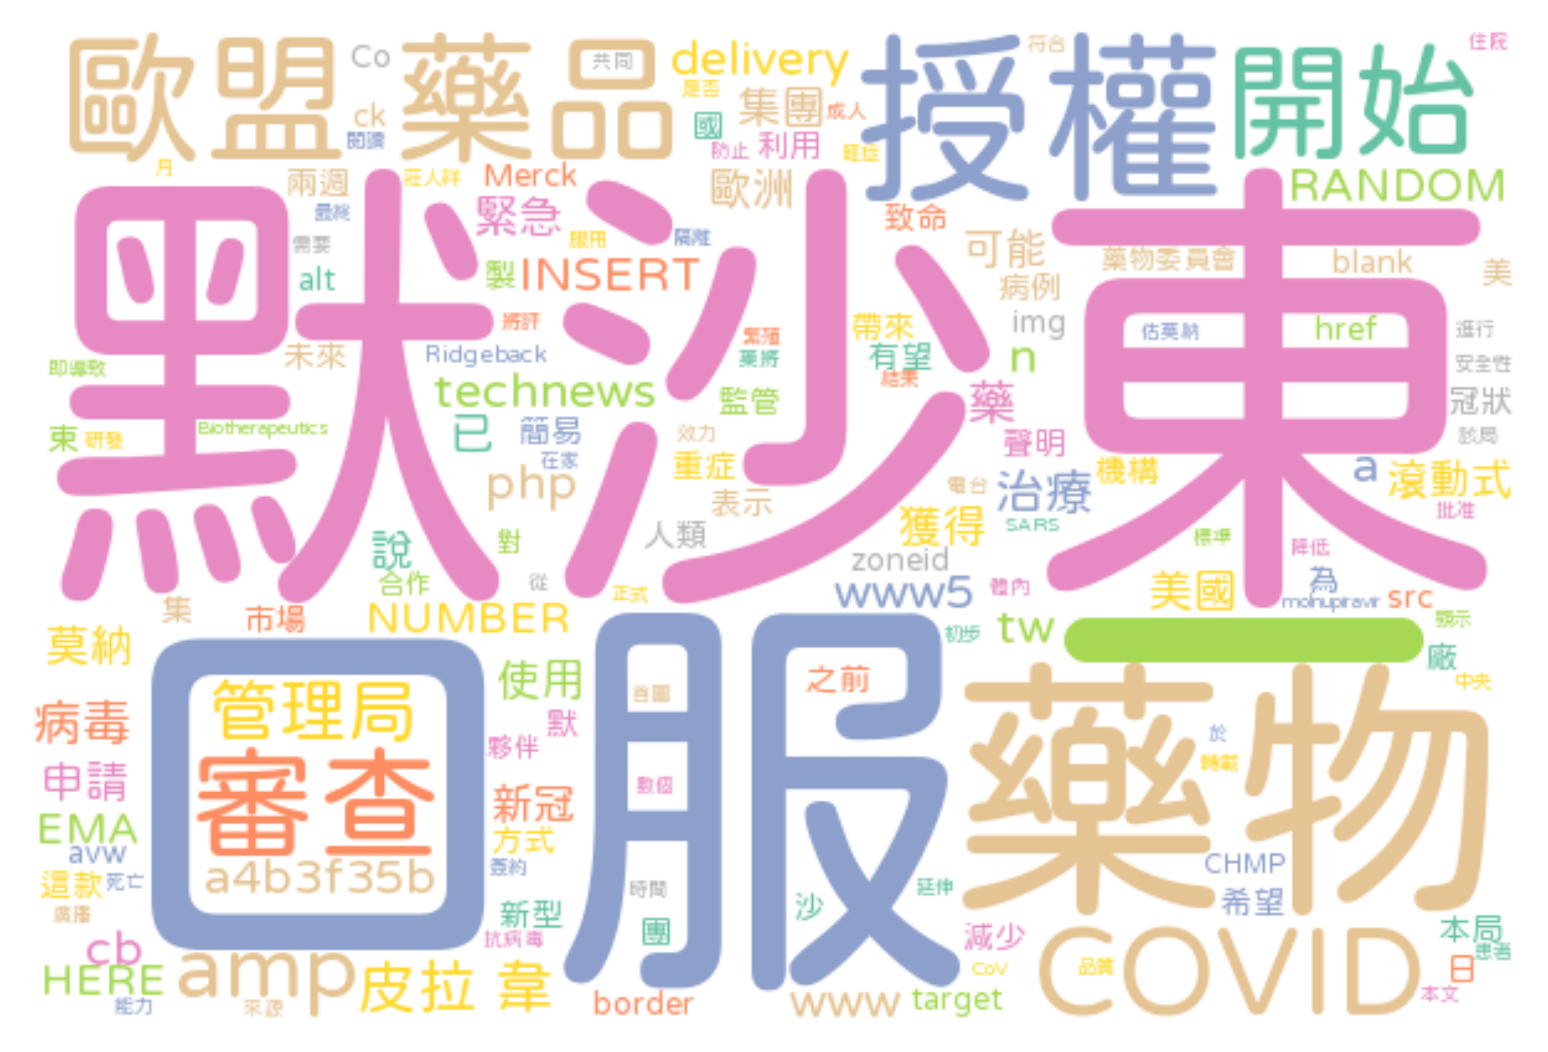 歐盟
Co
藥品
共同
delivery
授權
符合
開始
住院
ck
閱讀
是否
集團
成人
國
月
兩週
莊人祥
Merck
防止
利用
輕症
歐洲
RANDOM
默沙東
最終
緊急
致命
需要
服用
隔離
可能
藥物委員會
blank
美
alt
製
INSERT
病例
將評
img
帶來
估莫納
href
進行
未來
Ridgeback
繁殖
藥將
有望
n
安全性
即導致
technews
監管
結果
藥
冠狀
Biotherapeutics
東
研發
已
簡易
效力
聲明
該局
在家
重症
a
機構
滾動式
php
表示
電台
治療
批准
人類
獲得
SARS
標準
說
對
降低
合作
從
正式
zoneid
www5
體內
美國
為
molnupiravir
src
集
市場
NUMBER
初步
tw
一
顯示
莫納
口服
廠
管理局
使用
首圖
之前
藥物
中央
病毒
審查
默
夥伴
於
轉載
申請
數個
新冠
EMA
方式
avw
a4b3f35b
簽約
CHMP
這款
死亡
時間
延伸
希望
廣播
新型
沙
抗病毒
團
減少
COVID
本局
患者
cb
HERE
amp
皮拉
韋
CoV
品質
日
能力
來源
border
www
target
本文